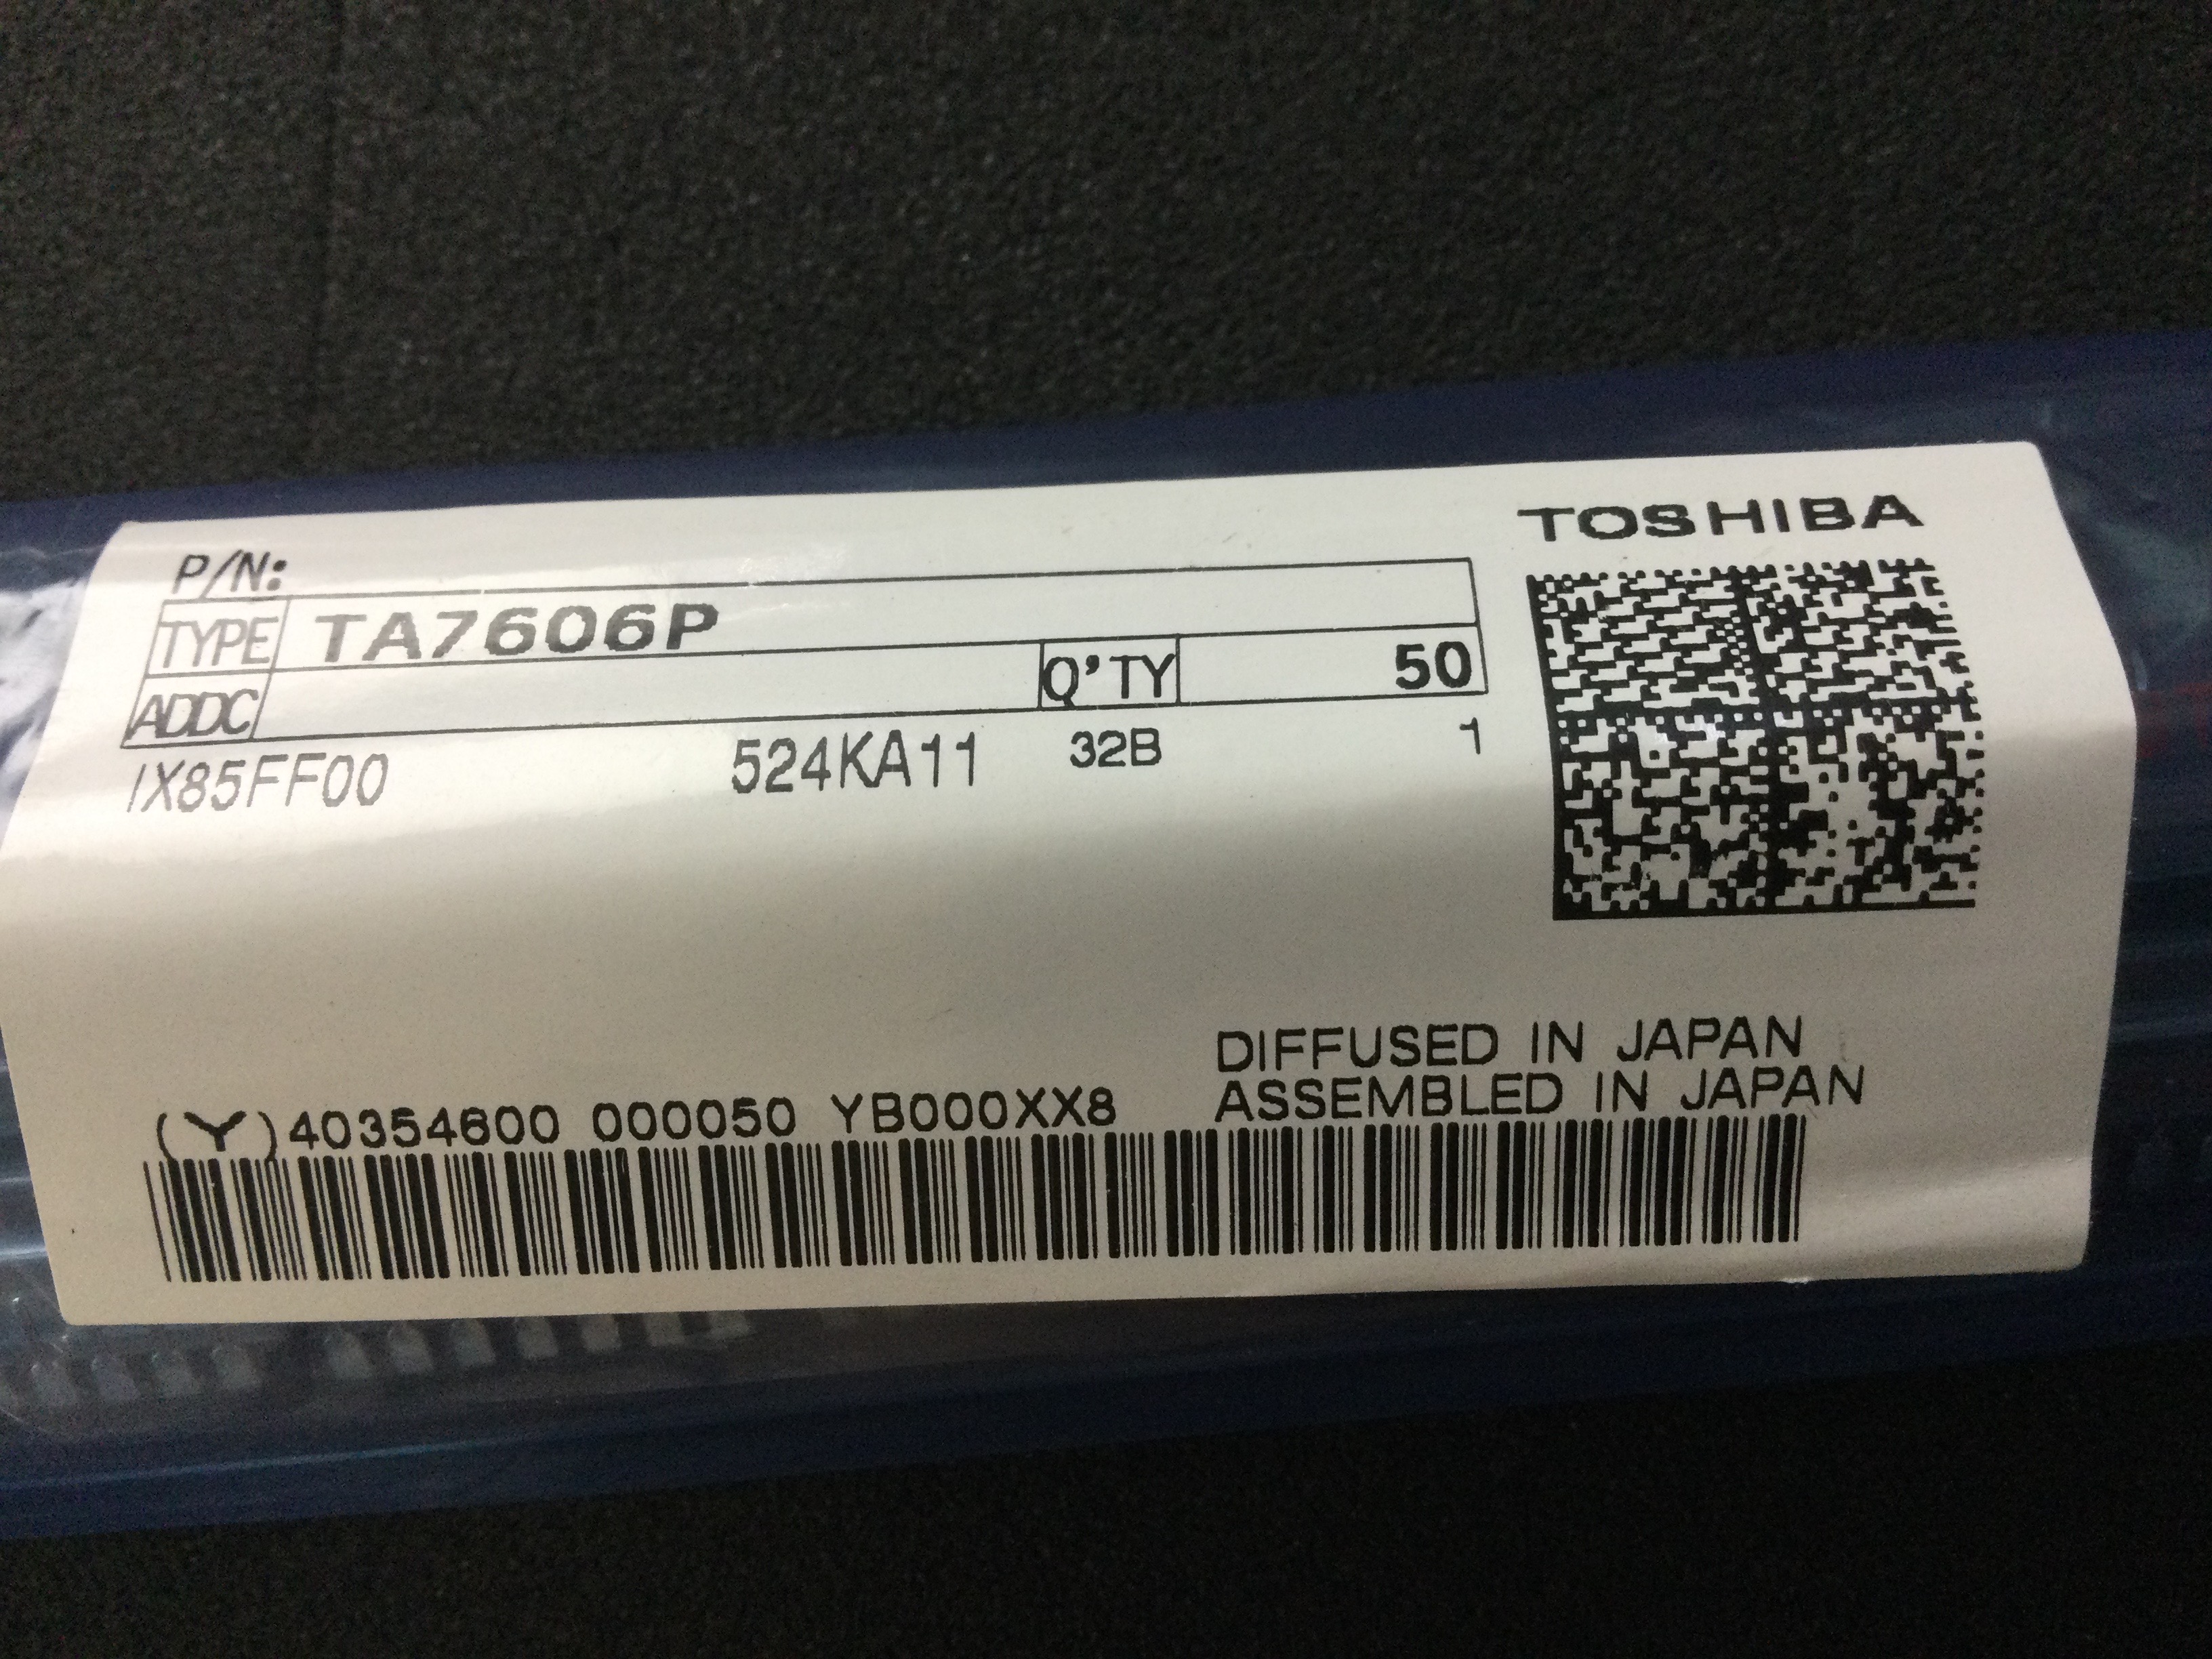 TOSHIBA
P/N:
TYPE TA7606P
ADDC Q'TY 50
IX85FF00 524KA11 32B 1
DIFFUSED IN JAPAN
ASSEMBLED IN JAPAN
(Y)40354600 000050 YB000XX8